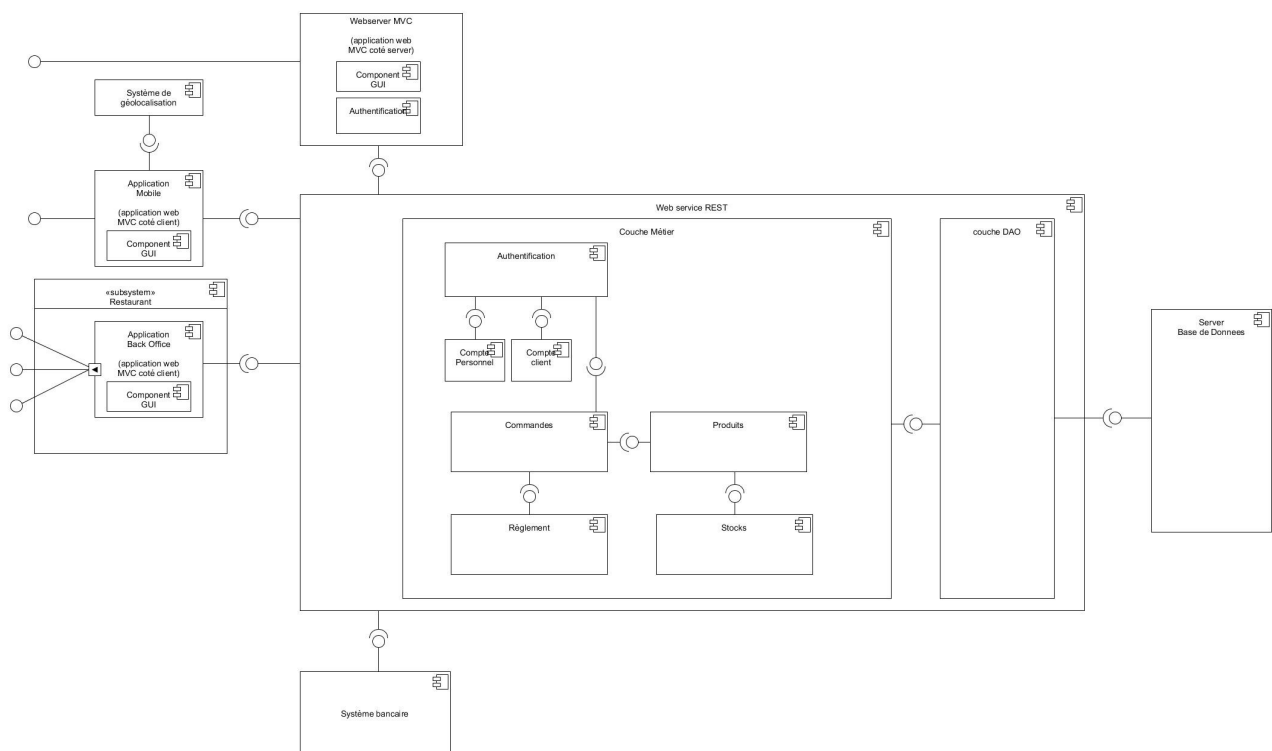 Webserver MVC
(application web
MVC coté server)
Component
GUI
Authentification
Système de
géolocalisation
Application
Mobile
(application web
MVC coté client)
Component
GUI
«subsystem»
Restaurant
Application
Back Office
(application web
MVC coté client)
Component
GUI
Web service REST
Couche Métier
Authentification
Compte
Personnel
Compte
client
Commandes
Produits
Règlement
Stocks
couche DAO
Server
Base de Donnees
Système bancaire